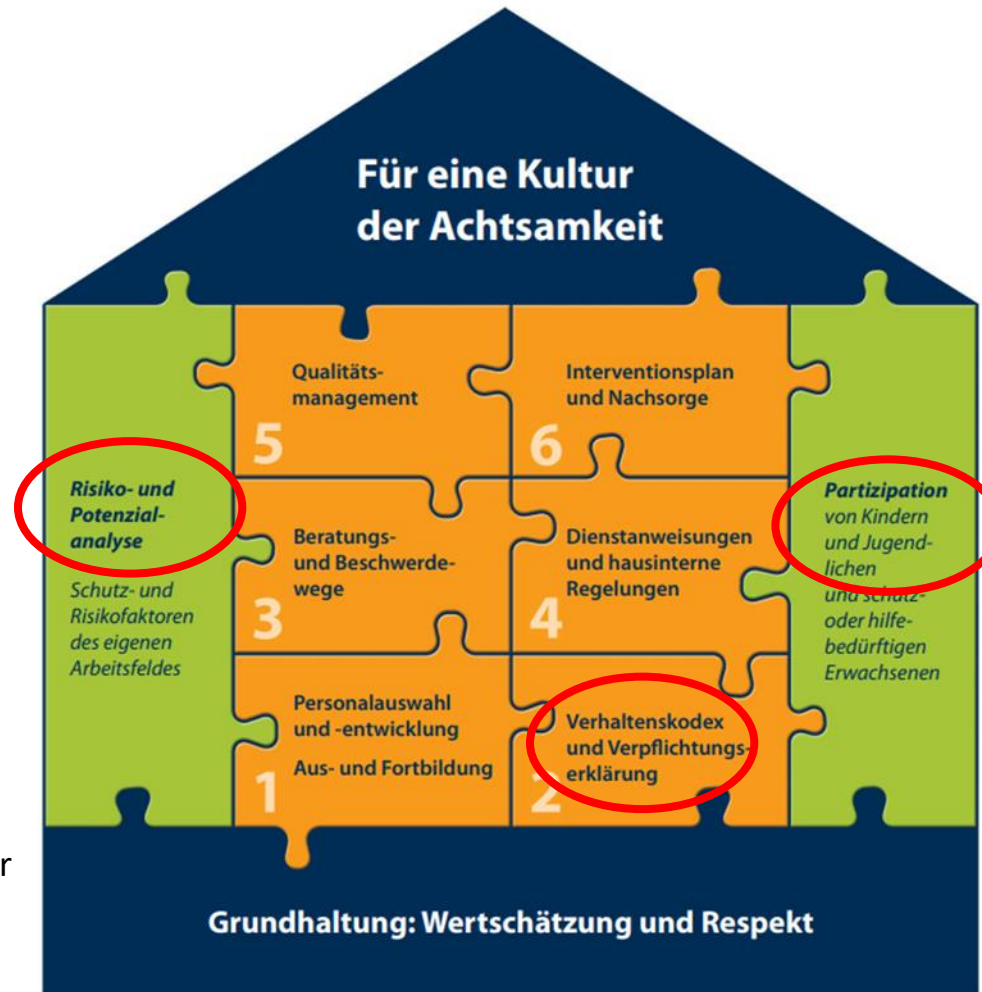 Für eine Kultur
der Achtsamkeit
Risiko- und
Potenzial-
analyse
Schutz- und
Risikofaktoren
des eigenen
Arbeitsfeldes
Qualitäts-
management
5
Interventionsplan
und Nachsorge
6
Beratungs-
und Beschwerde-
wege
3
Dienstanweisungen
und hausinterne
Regelungen
4
Personalauswahl
und -entwicklung
Aus- und Fortbildung
1
Verhaltenskodex
und Verpflichtungs-
erklärung
2
Partizipation
von Kindern
und Jugend-
lichen
und schutz-
oder hilfe-
bedürftigen
Erwachsenen
r
Grundhaltung: Wertschätzung und Respekt